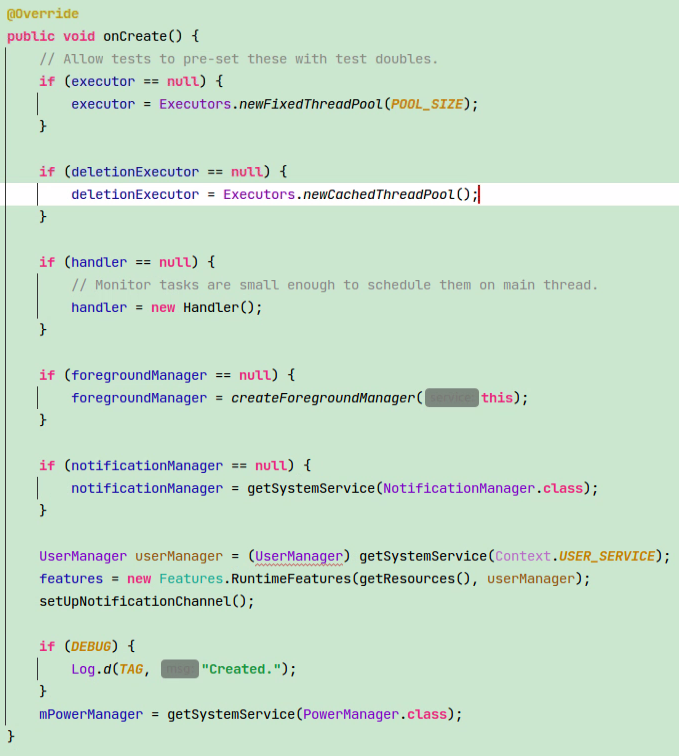 @Override
public void onCreate() {
    // Allow tests to pre-set these with test doubles.
    if (executor == null) {
        executor = Executors.newFixedThreadPool(POOL_SIZE);
    }

    if (deletionExecutor == null) {
        deletionExecutor = Executors.newCachedThreadPool();
    }

    if (handler == null) {
        // Monitor tasks are small enough to schedule them on main thread.
        handler = new Handler();
    }

    if (foregroundManager == null) {
        foregroundManager = createForegroundManager( service: this);
    }

    if (notificationManager == null) {
        notificationManager = getSystemService(NotificationManager.class);
    }

    UserManager userManager = (UserManager) getSystemService(Context.USER_SERVICE);
    features = new Features.RuntimeFeatures(getResources(), userManager);
    setUpNotificationChannel();

    if (DEBUG) {
        Log.d(TAG, msg: "Created.");
    }
    mPowerManager = getSystemService(PowerManager.class);
}